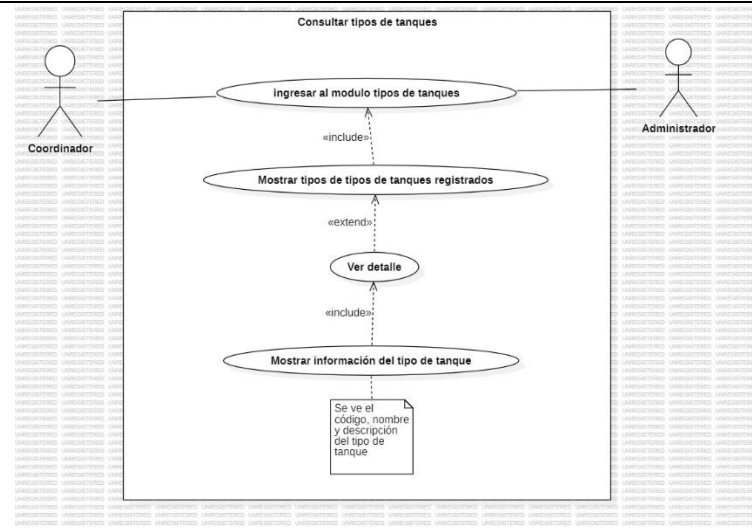 Consultar tipos de tanques
ingresar al modulo tipos de tanques
Coordinador
Administrador
«include»
Mostrar tipos de tipos de tanques registrados
«extend»
Ver detalle
«include»
Mostrar información del tipo de tanque
Se ve el
código, nombre
y descripción
del tipo de
tanque